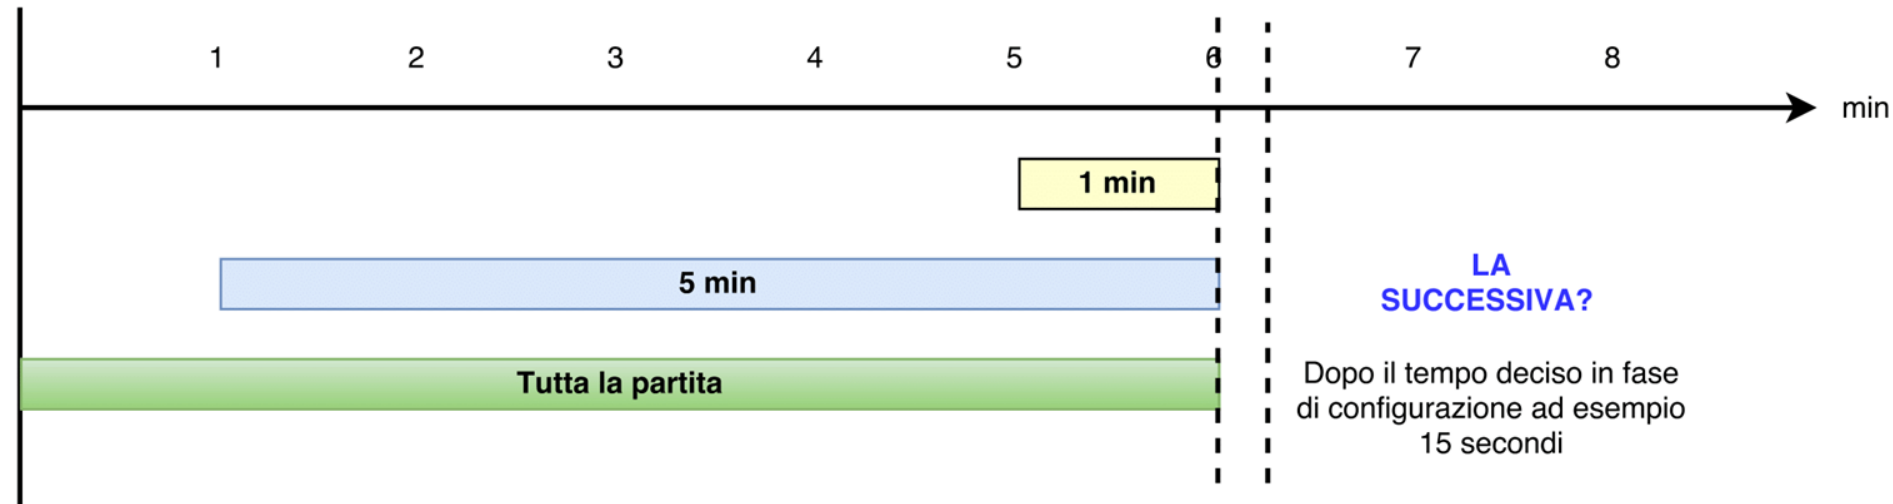 1 2 3 4 5 6 7 8
min
1 min
5 min
LA
SUCCESSIVA?
Tutta la partita
Dopo il tempo deciso in fase
di configurazione ad esempio
15 secondi